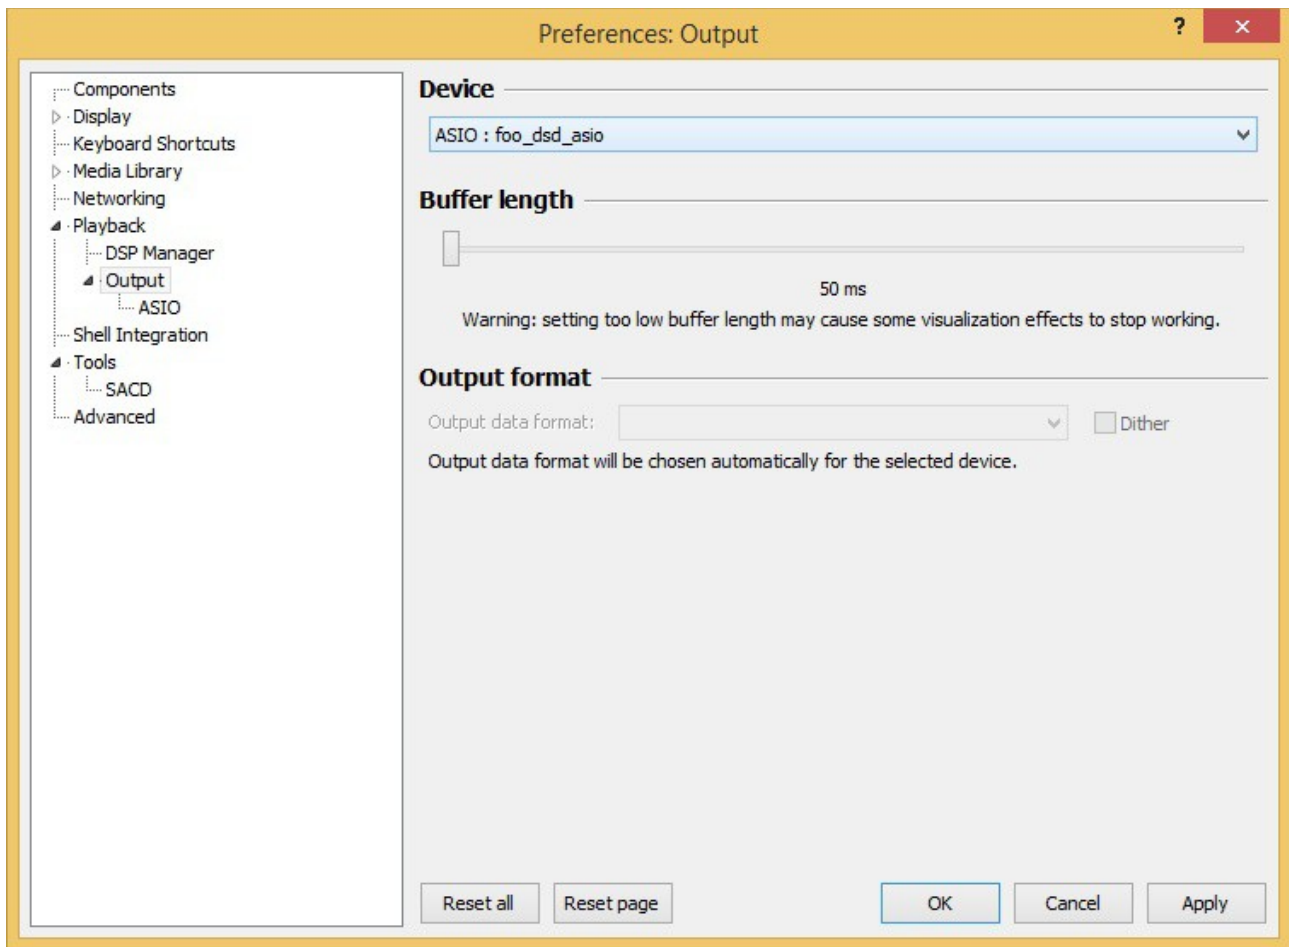 Preferences: Output
?
Components
Display
Keyboard Shortcuts
Media Library
Networking
Playback
DSP Manager
Output
ASIO
Shell Integration
Tools
SACD
Advanced
Device
ASIO : foo_dsd_asio
Buffer length
50 ms
Warning: setting too low buffer length may cause some visualization effects to stop working.
Output format
Output data format:
Dither
Output data format will be chosen automatically for the selected device.
Reset all
Reset page
OK
Cancel
Apply